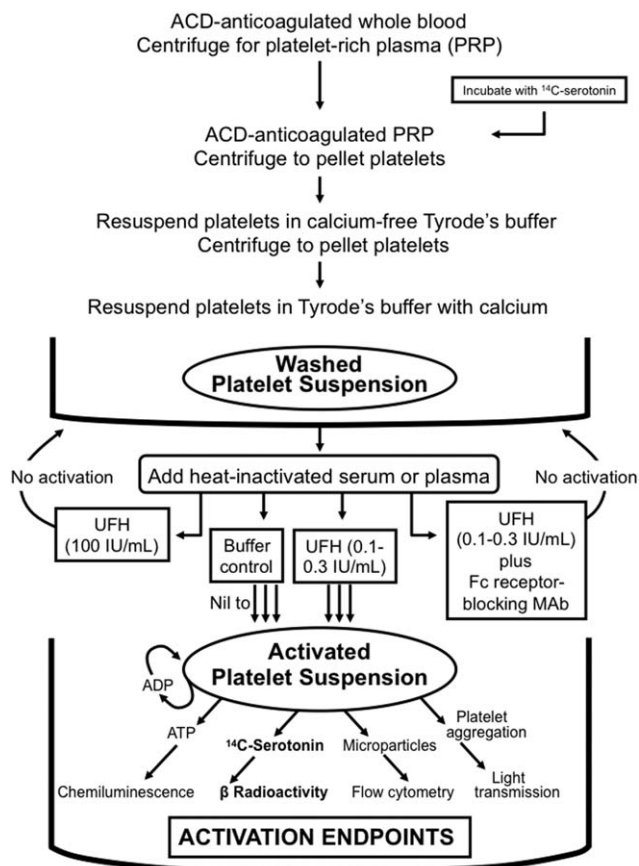 ACD-anticoagulated whole blood
Centrifuge for platelet-rich plasma (PRP)
Incubate with ¹⁴C-serotonin
ACD-anticoagulated PRP
Centrifuge to pellet platelets
Resuspend platelets in calcium-free Tyrode's buffer
Centrifuge to pellet platelets
Resuspend platelets in Tyrode's buffer with calcium
Washed
Platelet Suspension
No activation
Add heat-inactivated serum or plasma
No activation
UFH
(100 IU/mL)
Buffer
control
UFH (0.1-
0.3 IU/mL)
UFH
(0.1-0.3 IU/mL)
plus
Fc receptor-
blocking MAb
Nil to
Activated
Platelet Suspension
ADP
ATP
¹⁴C-Serotonin
Microparticles
Platelet
aggregation
Chemiluminescence
β Radioactivity
Flow cytometry
Light
transmission
ACTIVATION ENDPOINTS